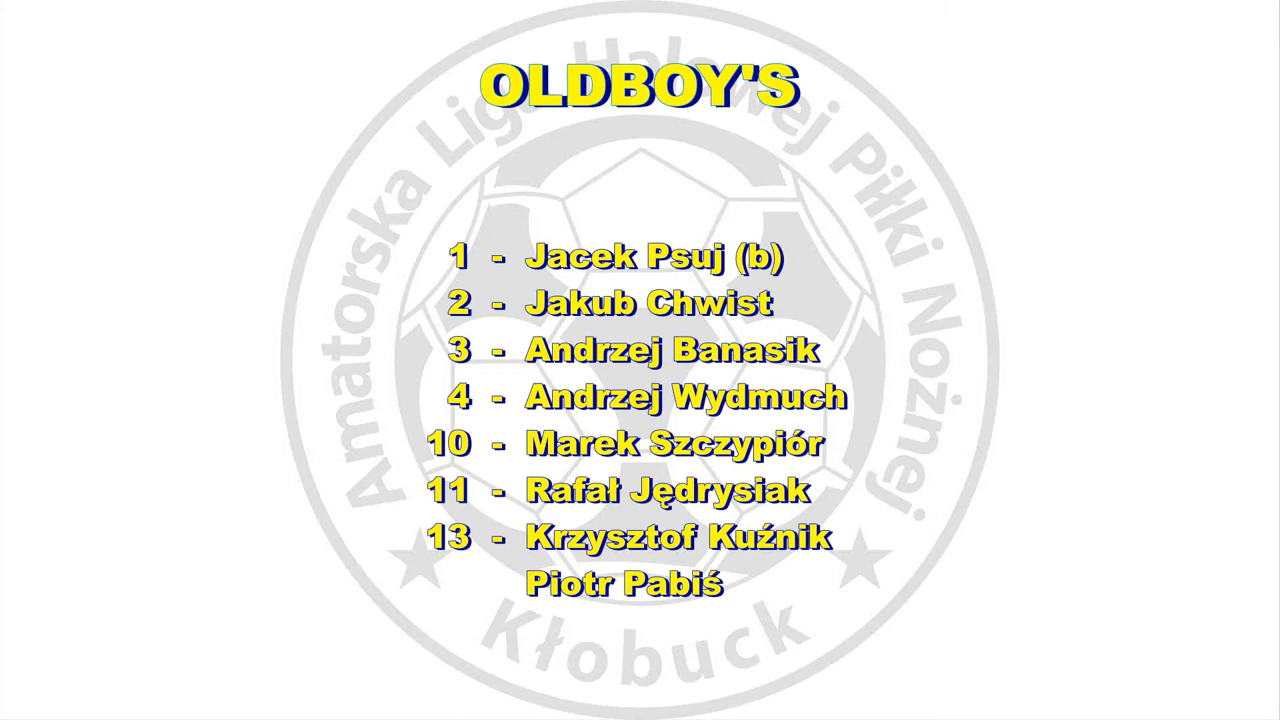 OLDBOY'S
1 - Jacek Psuj (b)
2 - Jakub Chwist
3 - Andrzej Banasik
4 - Andrzej Wydmuch
10 - Marek Szczypiór
11 - Rafał Jędrysiak
13 - Krzysztof Kuźnik
Piotr Pabiś
Amatorska Liga Halowej Piłki Nożnej
Kłobuck